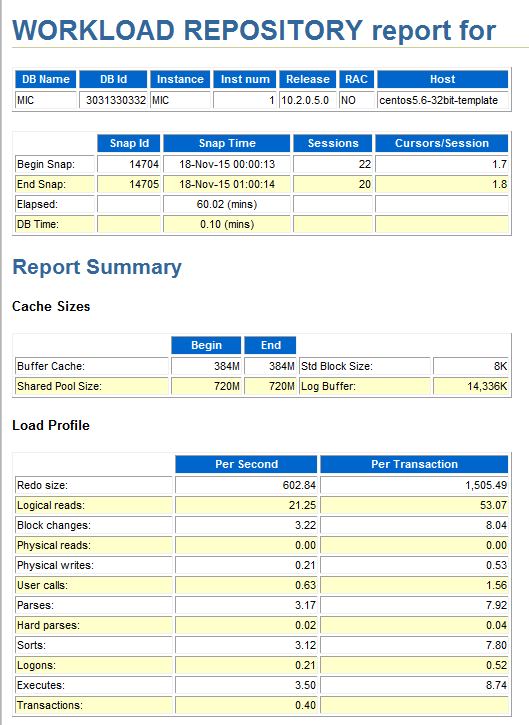 WORKLOAD REPOSITORY report for
DB Name DB Id Instance Inst num Release RAC Host
MIC 3031330332 MIC 1 10.2.0.5.0 NO centos5.6-32bit-template
Snap Id Snap Time Sessions Cursors/Session
Begin Snap: 14704 18-Nov-15 00:00:13 22 1.7
End Snap: 14705 18-Nov-15 01:00:14 20 1.8
Elapsed: 60.02 (mins)
DB Time: 0.10 (mins)
Report Summary
Cache Sizes
Begin End
Buffer Cache: 384M 384M Std Block Size: 8K
Shared Pool Size: 720M 720M Log Buffer: 14,336K
Load Profile
Per Second Per Transaction
Redo size: 602.84 1,505.49
Logical reads: 21.25 53.07
Block changes: 3.22 8.04
Physical reads: 0.00 0.00
Physical writes: 0.21 0.53
User calls: 0.63 1.56
Parses: 3.17 7.92
Hard parses: 0.02 0.04
Sorts: 3.12 7.80
Logons: 0.21 0.52
Executes: 3.50 8.74
Transactions: 0.40